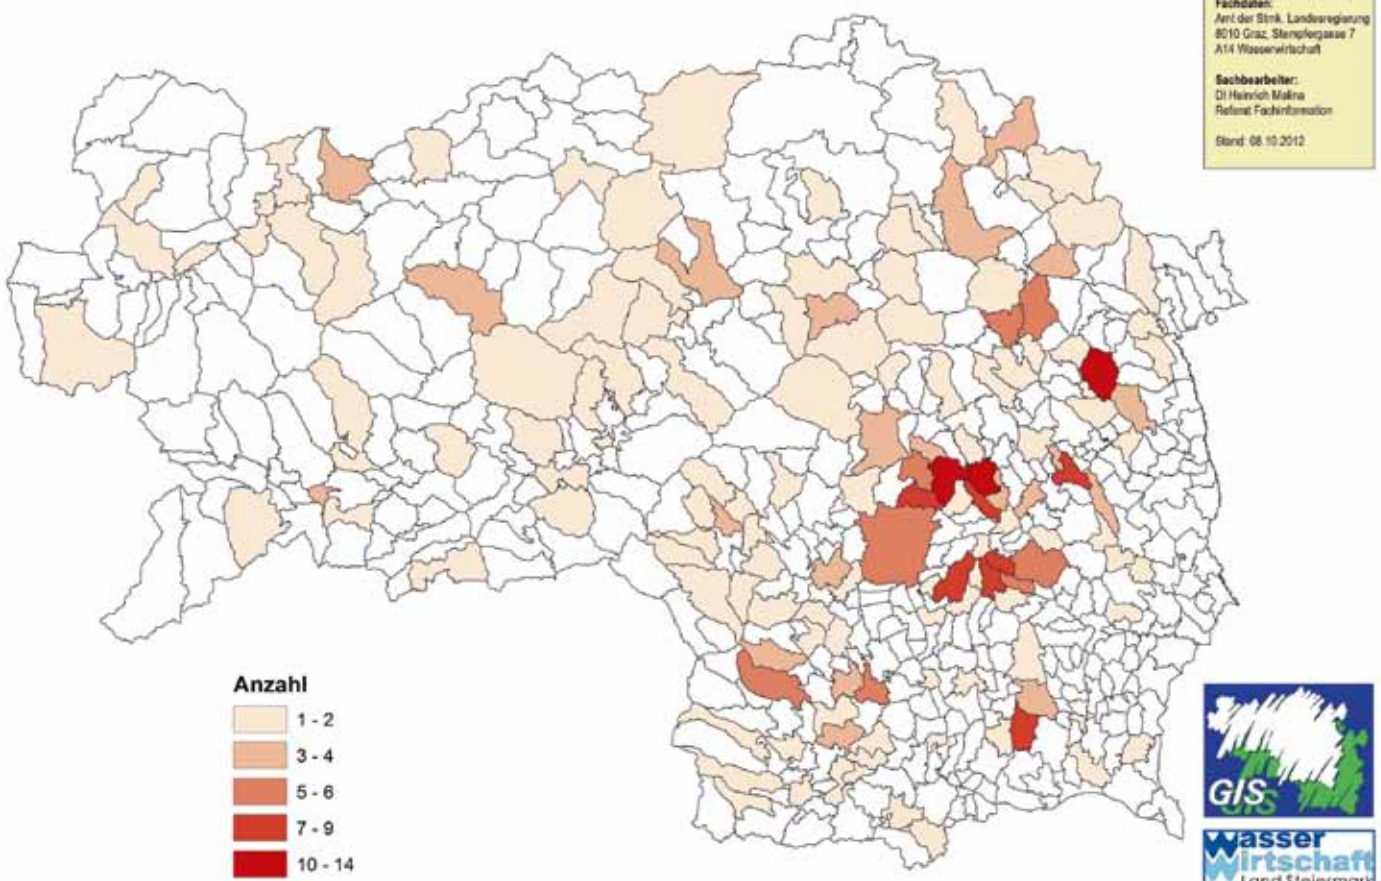 Fachdaten:
Amt der Stmk. Landesregierung
8010 Graz, Stempfergasse 7
A14 Wasserwirtschaft
Sachbearbeiter:
DI Heinrich Malina
Referat Fachinformation
Stand: 08.10.2012
Anzahl
1 - 2
3 - 4
5 - 6
7 - 9
10 - 14
GIS
GIS
Wasser
Wirtschaft
Land Steiermark